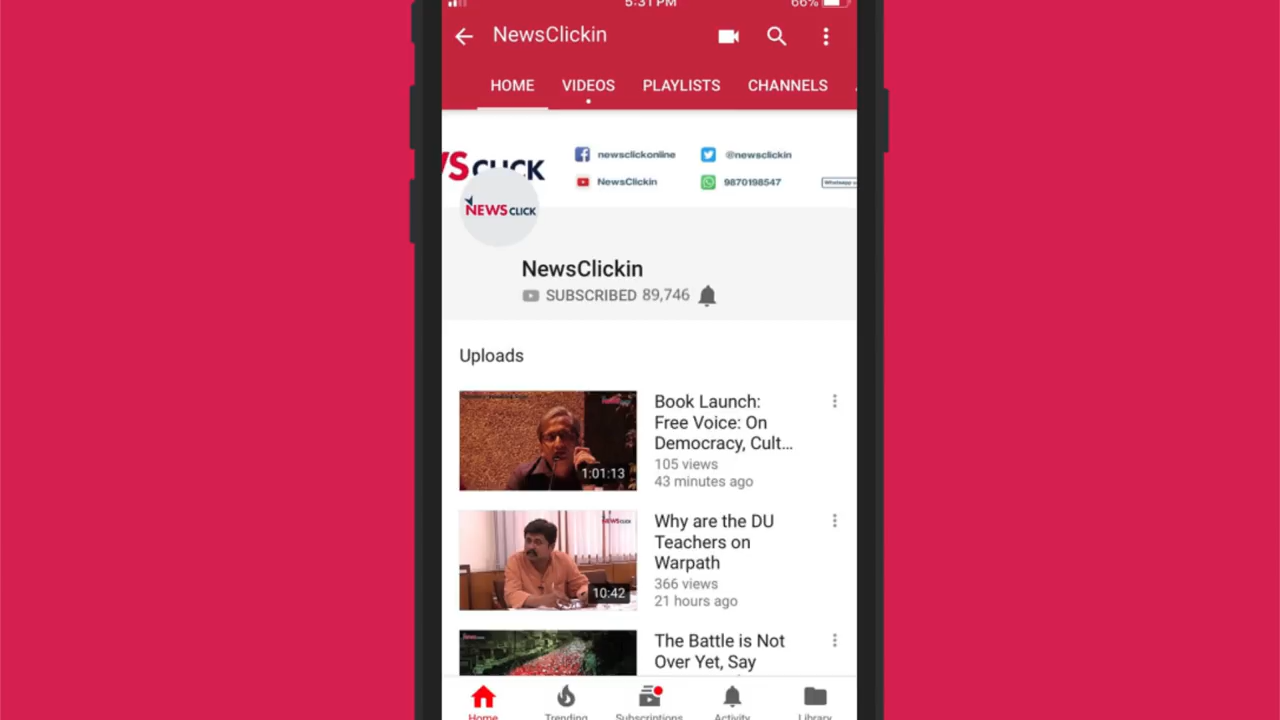 5:31 PM
66%
NewsClickin
HOME VIDEOS PLAYLISTS CHANNELS
CLICK
newsclickonline
@newsclickin
NewsClickin
9870198547
NEWS CLICK
NewsClickin
SUBSCRIBED 89,746
Uploads
Book Launch:
Free Voice: On
Democracy, Cult...
105 views
43 minutes ago
1:01:13
Why are the DU
Teachers on
Warpath
366 views
21 hours ago
NEWSCLICK
10:42
The Battle is Not
Over Yet, Say
Home Trending Subscriptions Activity Library